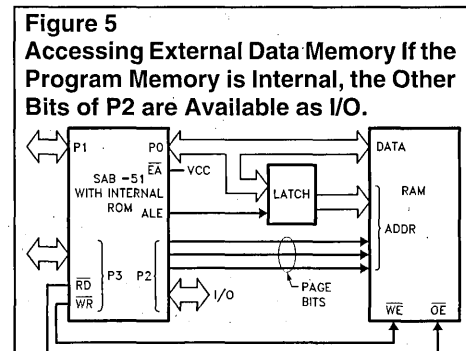 Figure 5
Accessing External Data Memory If the
Program Memory is Internal, the Other
Bits of P2 are Available as I/O.
P1
P0
DATA
EA
VCC
SAB -51
WITH INTERNAL
ROM
LATCH
RAM
ALE
ADDR
P3
P2
RD
WR
I/O
PAGE
BITS
WE
OE